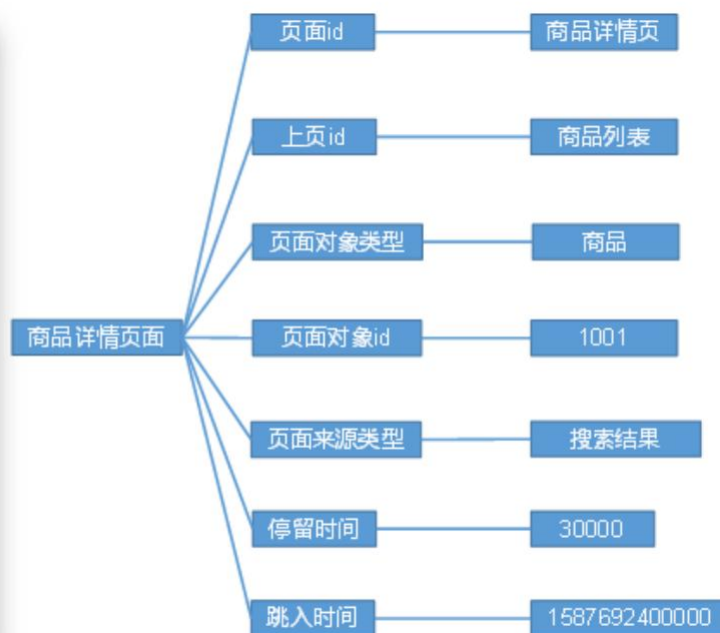 页面id
商品详情页
上页id
商品列表
页面对象类型
商品
商品详情页面
页面对象id
1001
页面来源类型
搜索结果
停留时间
30000
跳入时间
1587692400000